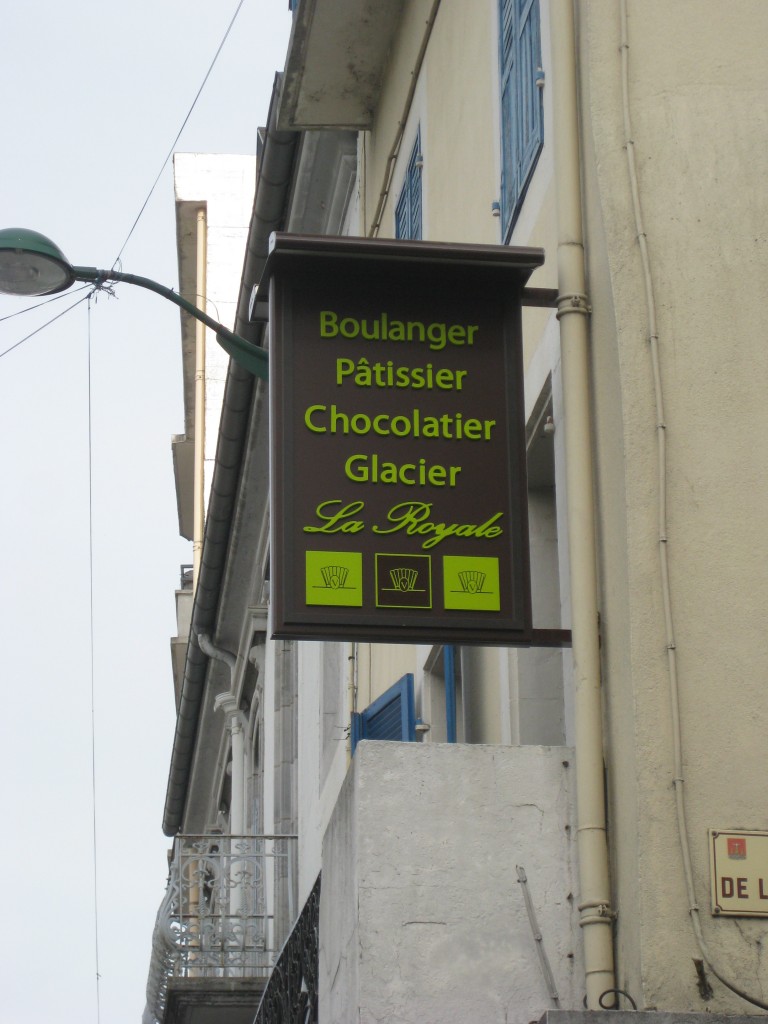 Boulanger
Pâtissier
Chocolatier
Glacier
La Royale
DE